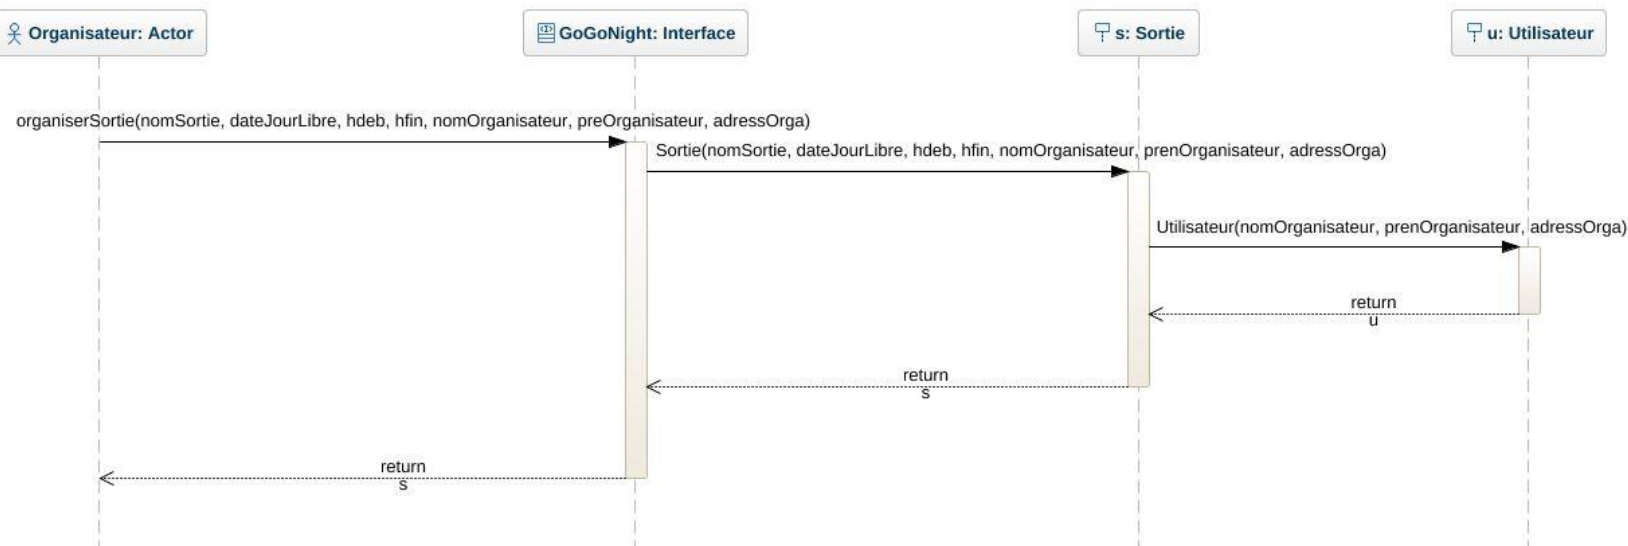 Organisateur: Actor
GoGoNight: Interface
s: Sortie
u: Utilisateur
organiserSortie(nomSortie, dateJourLibre, hdeb, hfin, nomOrganisateur, preOrganisateur, adressOrga)
Sortie(nomSortie, dateJourLibre, hdeb, hfin, nomOrganisateur, prenOrganisateur, adressOrga)
Utilisateur(nomOrganisateur, prenOrganisateur, adressOrga)
return
u
return
s
return
s